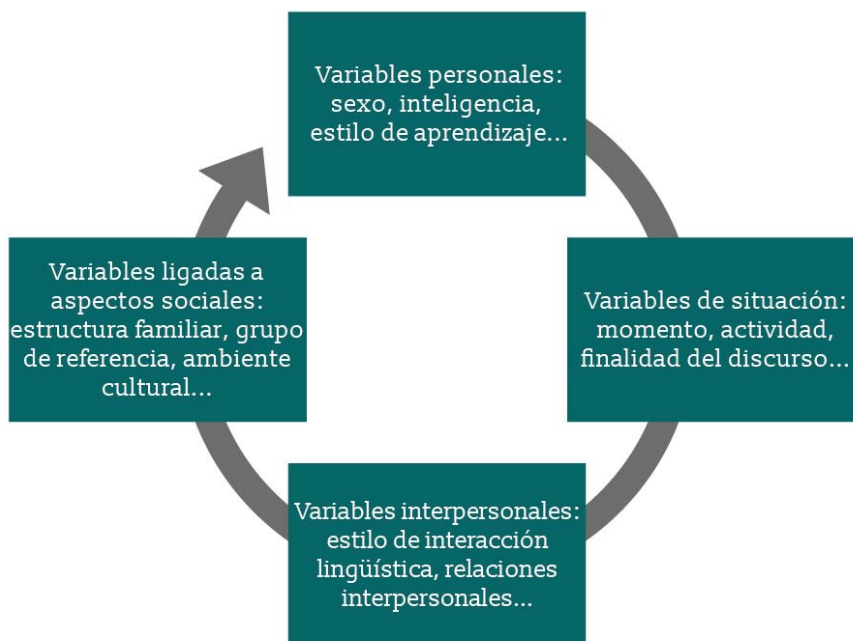 Variables personales:
sexo, inteligencia,
estilo de aprendizaje...
Variables de situación:
momento, actividad,
finalidad del discurso...
Variables interpersonales:
estilo de interacción
lingüística, relaciones
interpersonales...
Variables ligadas a
aspectos sociales:
estructura familiar, grupo
de referencia, ambiente
cultural...